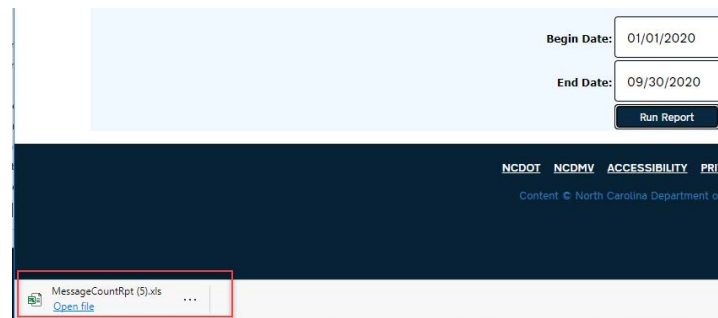 Begin Date: 01/01/2020
End Date: 09/30/2020
Run Report
NCDOT NCDMV ACCESSIBILITY
Content © North Carolina Department
MessageCountRpt (5).xls
Open file
...